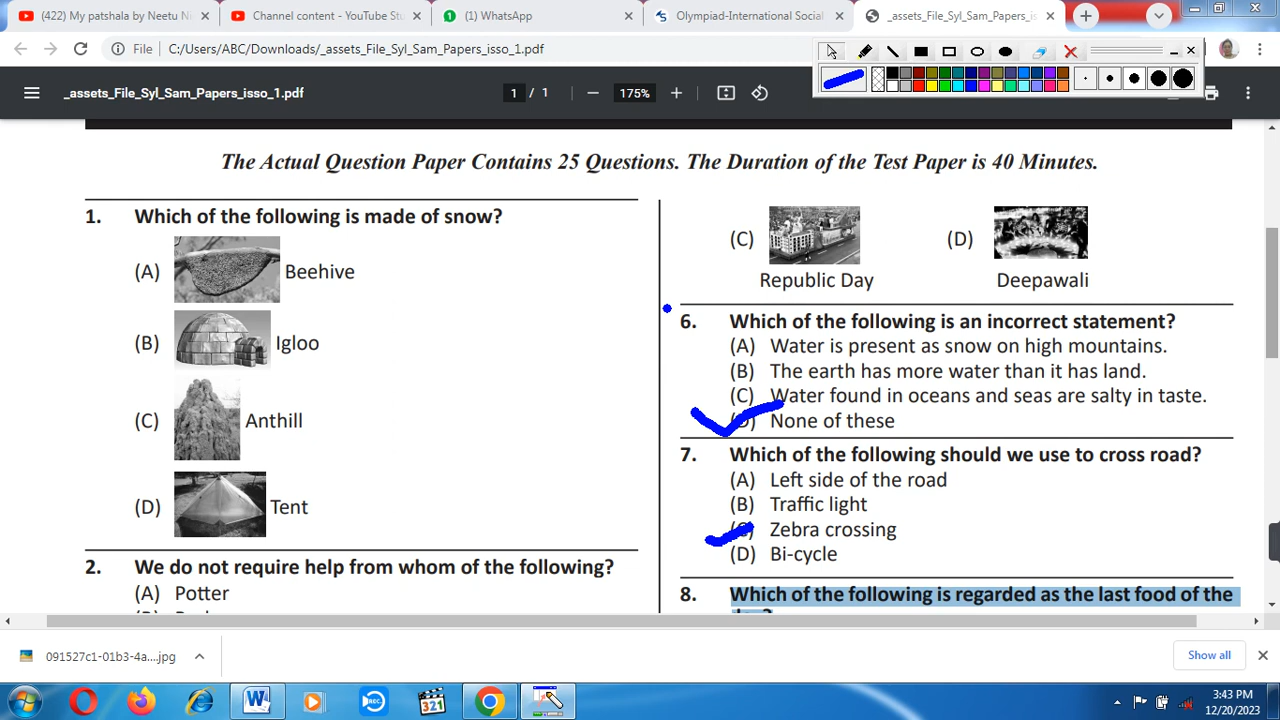 (422) My patshala by Neetu Ni
Channel content - YouTube Stu
(1) WhatsApp
Olympiad-International Social
_assets_File_Syl_Sam_Papers_iss
File
C:/Users/ABC/Downloads/_assets_File_Syl_Sam_Papers_isso_1.pdf
_assets_File_Syl_Sam_Papers_isso_1.pdf
1 / 1
175%
The Actual Question Paper Contains 25 Questions. The Duration of the Test Paper is 40 Minutes.
1. Which of the following is made of snow?
(A) Beehive
(B) Igloo
(C) Anthill
(D) Tent
2. We do not require help from whom of the following?
(A) Potter
(C) (D)
Republic Day Deepawali
6. Which of the following is an incorrect statement?
(A) Water is present as snow on high mountains.
(B) The earth has more water than it has land.
(C) Water found in oceans and seas are salty in taste.
(D) None of these
7. Which of the following should we use to cross road?
(A) Left side of the road
(B) Traffic light
(C) Zebra crossing
(D) Bi-cycle
8. Which of the following is regarded as the last food of the
091527c1-01b3-4a....jpg
Show all
W
REC
321
3:43 PM
12/20/2023